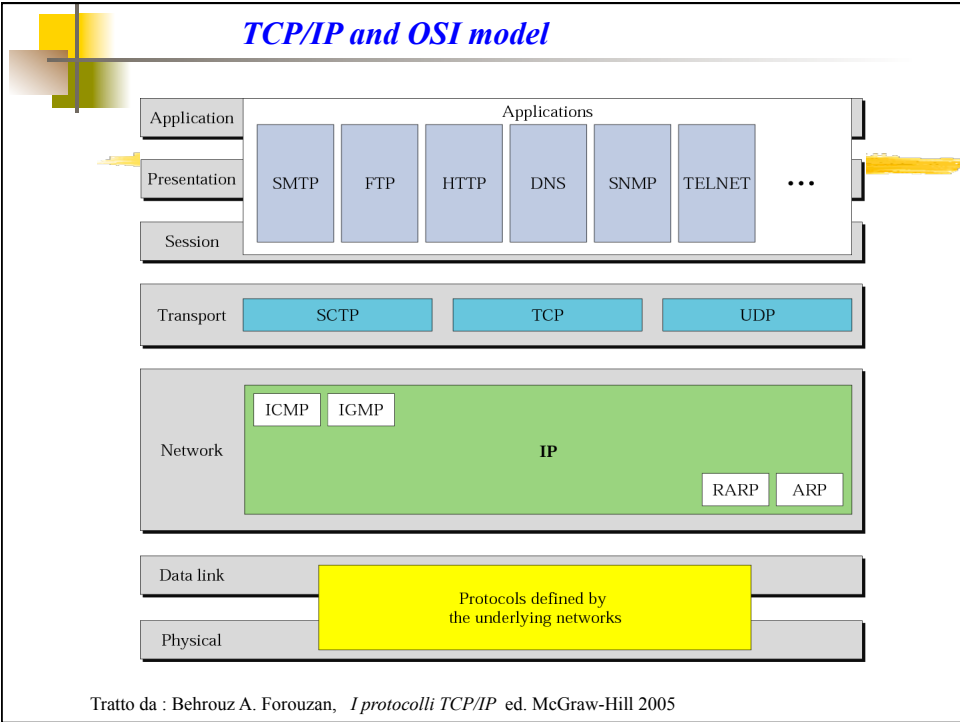 TCP/IP and OSI model
Application
Applications
Presentation
SMTP FTP HTTP DNS SNMP TELNET ...
Session
Transport
SCTP TCP UDP
Network
ICMP IGMP
IP
RARP ARP
Data link
Protocols defined by
the underlying networks
Physical
Tratto da : Behrouz A. Forouzan, I protocolli TCP/IP ed. McGraw-Hill 2005